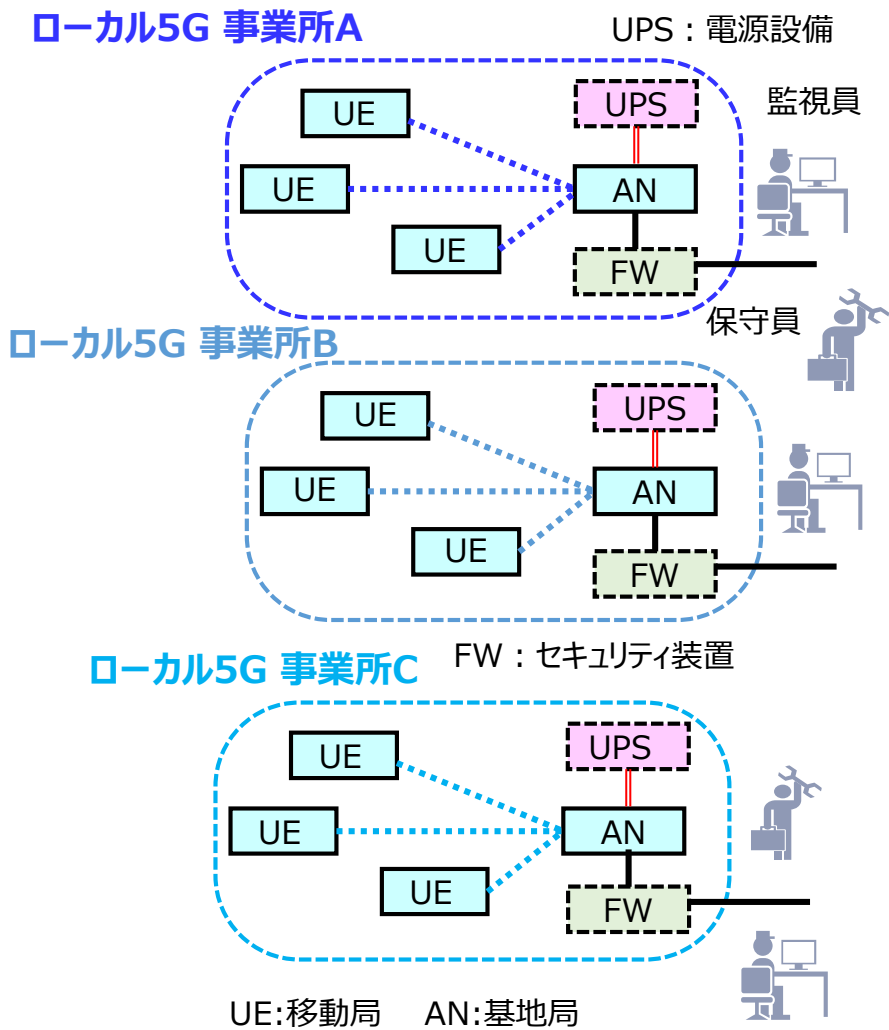 ローカル5G 事業所A
UPS：電源設備
監視員
UE
UPS
UE
AN
UE
FW
保守員
ローカル5G 事業所B
UE
UPS
UE
AN
UE
FW
FW：セキュリティ装置
ローカル5G 事業所C
UE
UPS
UE
AN
UE
FW
UE:移動局 AN:基地局